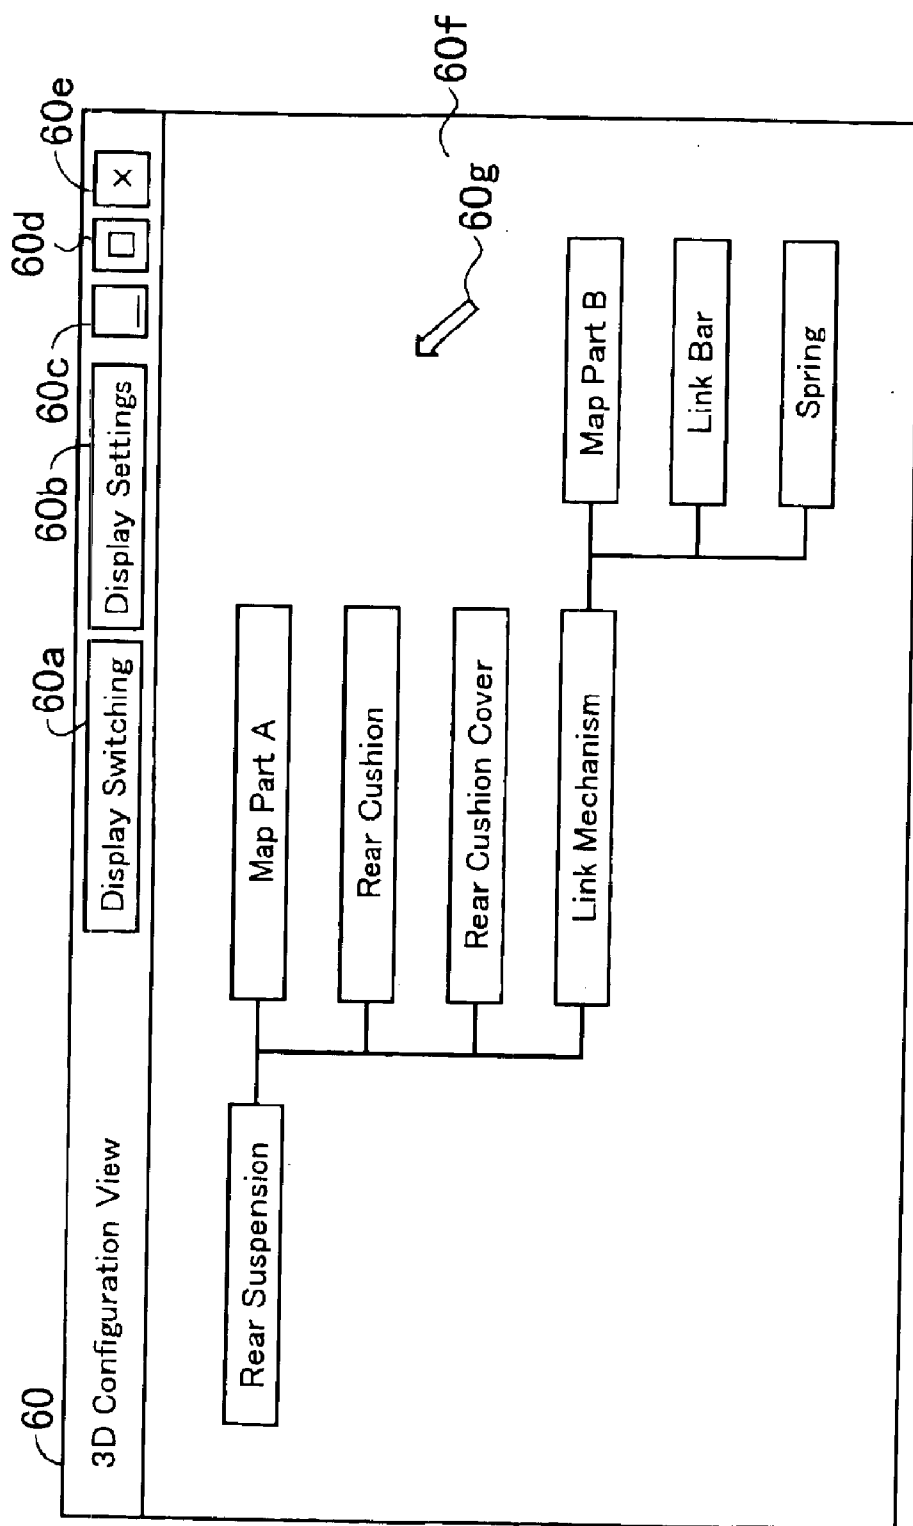 60
60a
60b
60c
60d
60e
3D Configuration View
Display Switching
Display Settings
×
60f
60g
Rear Suspension
Map Part A
Rear Cushion
Rear Cushion Cover
Link Mechanism
Map Part B
Link Bar
Spring